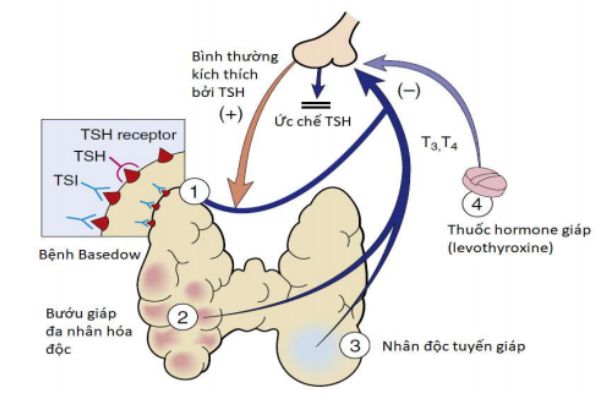 Bình thường
kích thích
bởi TSH
(+)
Ức chế TSH
(–)
T3,T4
TSH receptor
TSH
TSI
1
Bệnh Basedow
4
Thuốc hormone giáp
(levothyroxine)
Bướu giáp
đa nhân hóa
độc
2
3
Nhân độc tuyến giáp